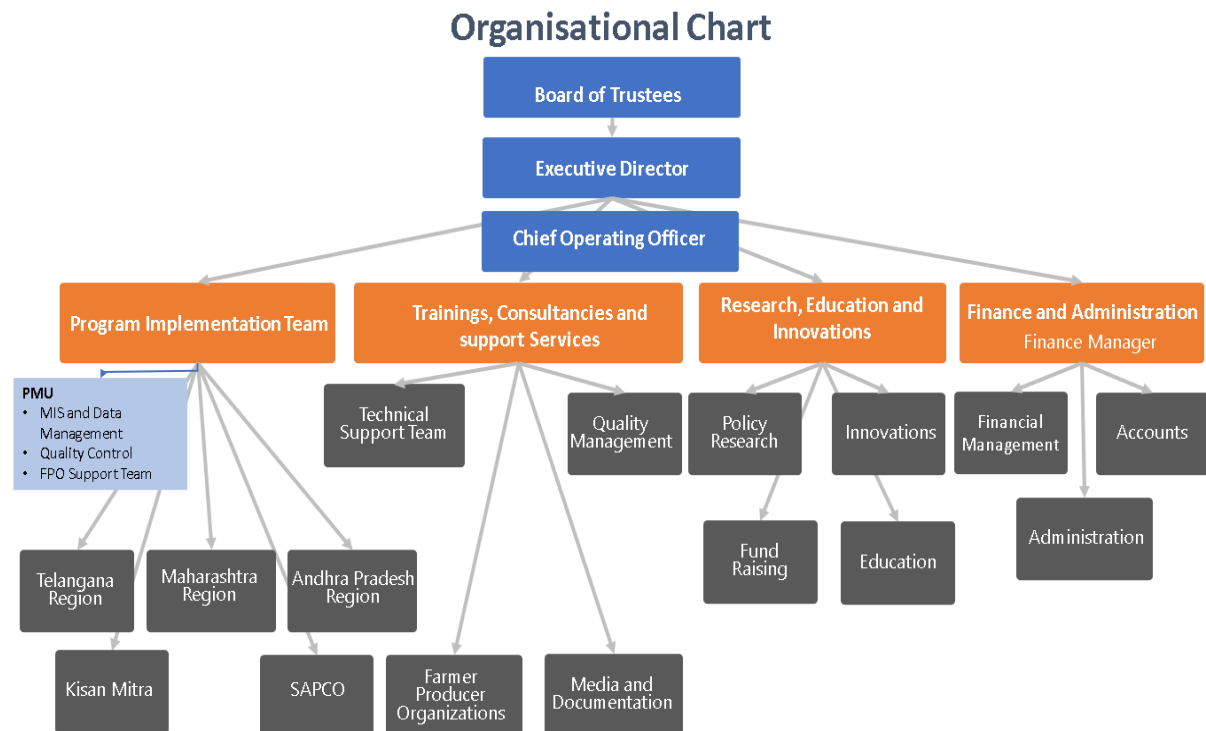 Organisational Chart
Board of Trustees
Executive Director
Chief Operating Officer
Program Implementation Team
Trainings, Consultancies and
support Services
Research, Education and
Innovations
Finance and Administration
Finance Manager
PMU
• MIS and Data
Management
• Quality Control
• FPO Support Team
Technical
Support Team
Quality
Management
Policy
Research
Innovations
Financial
Management
Accounts
Telangana
Region
Maharashtra
Region
Andhra Pradesh
Region
Fund
Raising
Education
Administration
Kisan Mitra
SAPCO
Farmer
Producer
Organizations
Media and
Documentation